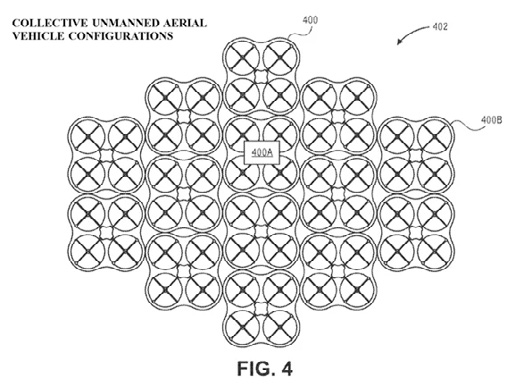 COLLECTIVE UNMANNED AERIAL
VEHICLE CONFIGURATIONS
400
402
400B
400A
FIG. 4